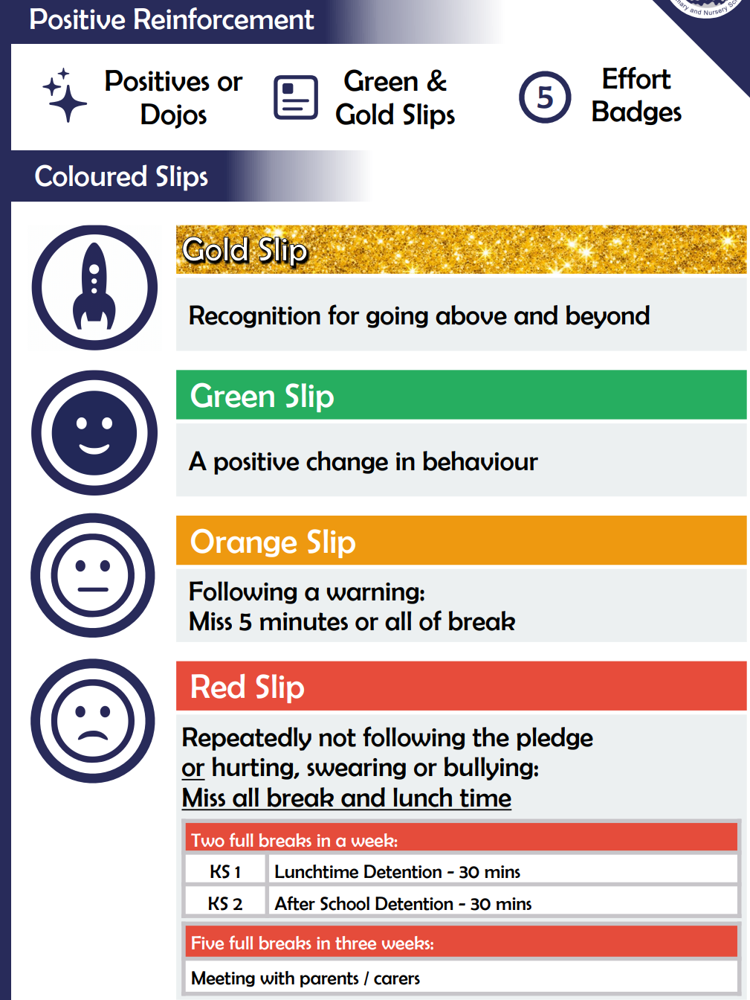 Positive Reinforcement
mary and Nursery Sc
Positives or
Dojos
Green &
Gold Slips
5
Effort
Badges
Coloured Slips
Gold Slip
Recognition for going above and beyond
Green Slip
A positive change in behaviour
Orange Slip
Following a warning:
Miss 5 minutes or all of break
Red Slip
Repeatedly not following the pledge
or hurting, swearing or bullying:
Miss all break and lunch time
Two full breaks in a week:
KS 1 Lunchtime Detention - 30 mins
KS 2 After School Detention - 30 mins
Five full breaks in three weeks:
Meeting with parents / carers